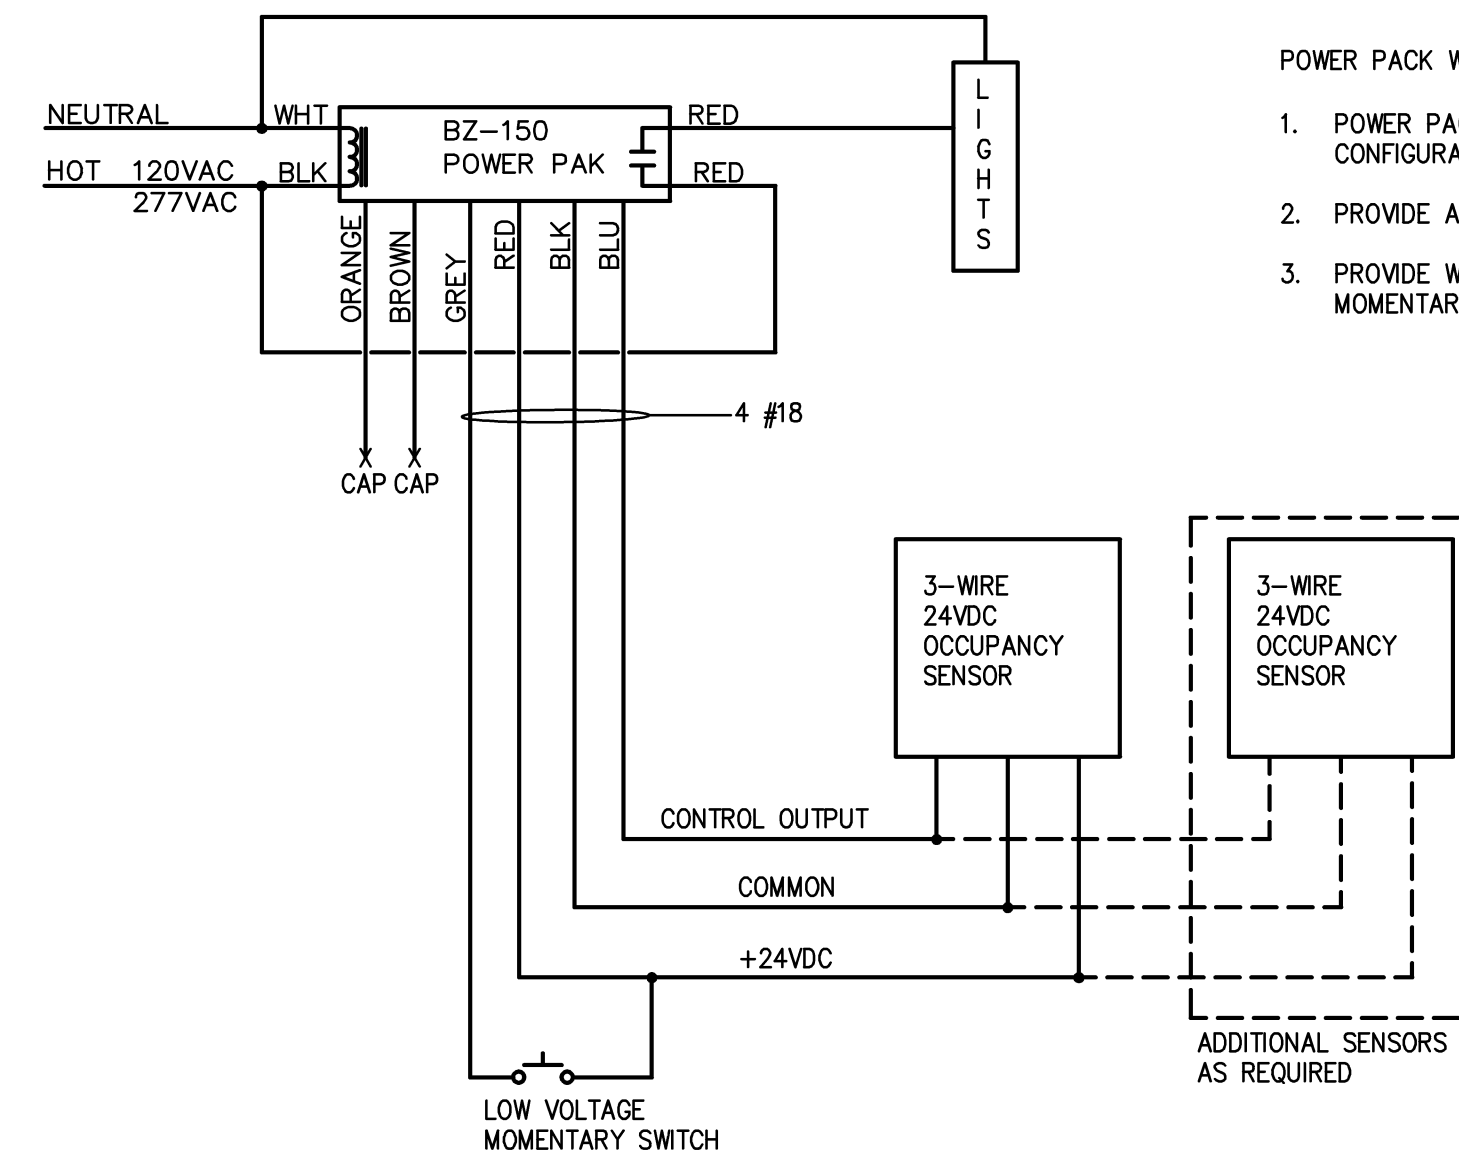 POWER PACK W
NEUTRAL
WHT
BZ-150
POWER PAK
RED
LIGHTS
1. POWER PA
CONFIGURA
HOT 120VAC
277VAC
BLK
RED
2. PROVIDE A
3. PROVIDE W
MOMENTAR
ORANGE
BROWN
GREY
RED
BLK
BLU
4 #18
CAP CAP
3-WIRE
24VDC
OCCUPANCY
SENSOR
3-WIRE
24VDC
OCCUPANCY
SENSOR
CONTROL OUTPUT
COMMON
+24VDC
ADDITIONAL SENSORS
AS REQUIRED
LOW VOLTAGE
MOMENTARY SWITCH